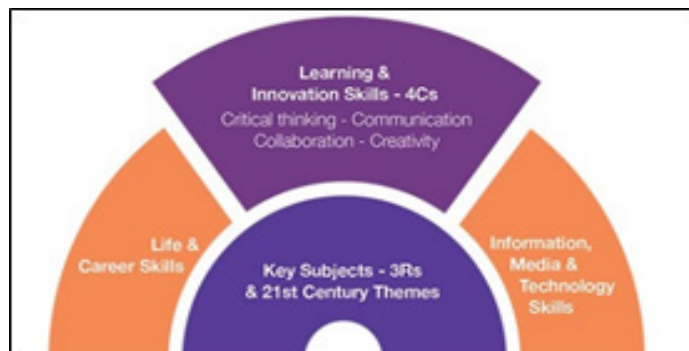 Learning &
Innovation Skills - 4Cs
Critical thinking - Communication
Collaboration - Creativity
Life &
Career Skills
Key Subjects - 3Rs
& 21st Century Themes
Information,
Media &
Technology
Skills